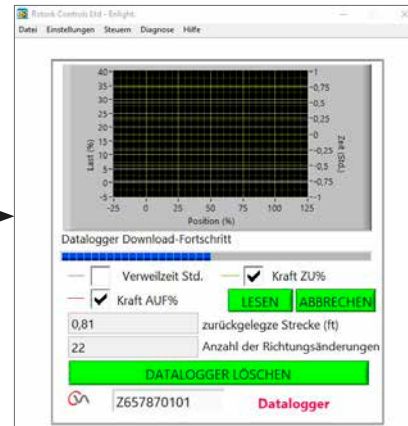 Rotork Controls Ltd - Enlight.
Datei Einstellungen Steuern Diagnose Hilfe
40
35
30
25
20
15
10
5
0
-5
Last (%)
1
0,75
0,5
0,25
0
-0,25
-0,5
-0,75
-1
Zeit (Std.)
-25 0 25 50 75 100 125
Position (%)
Datalogger Download-Fortschritt
Verweilzeit Std. Kraft ZU%
Kraft AUF% LESEN ABBRECHEN
0,81 zurückgelegze Strecke (ft)
22 Anzahl der Richtungsänderungen
DATALOGGER LÖSCHEN
Z657870101 Datalogger